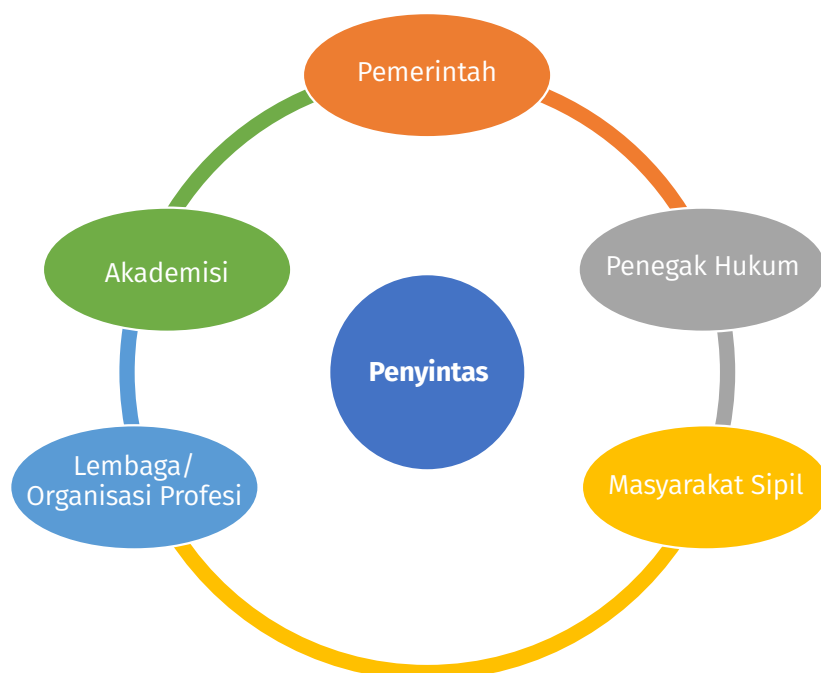 Pemerintah
Akademisi
Penegak Hukum
Penyintas
Lembaga/
Organisasi Profesi
Masyarakat Sipil